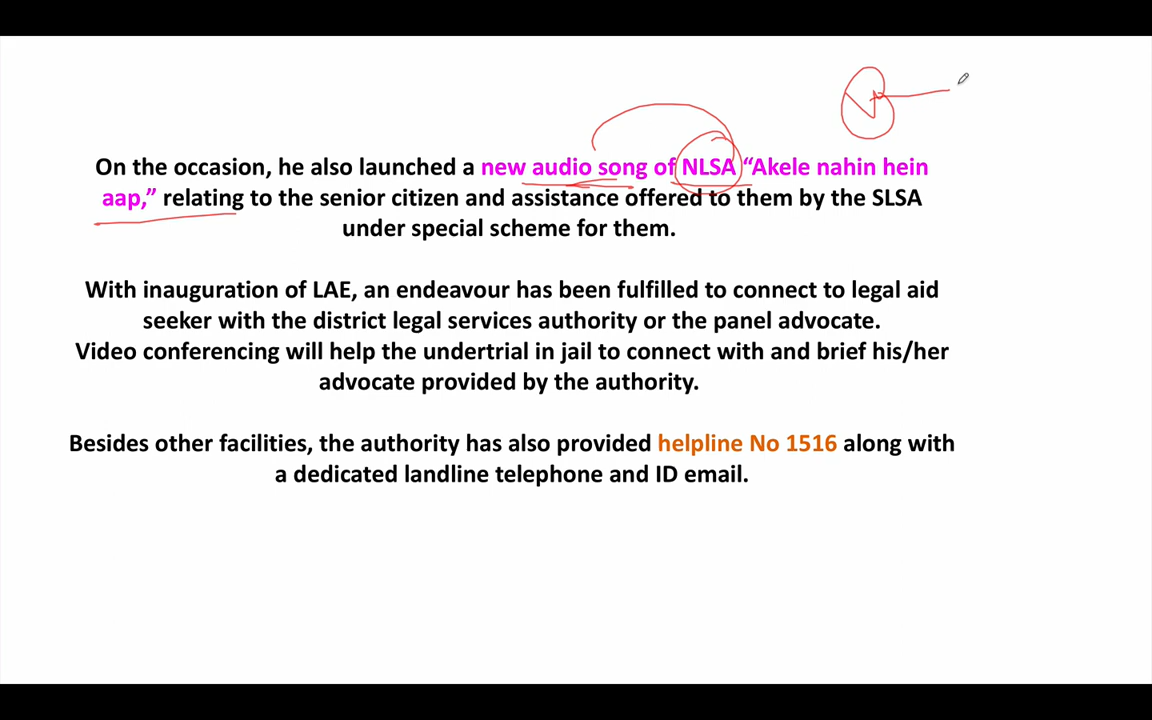 On the occasion, he also launched a new audio song of NLSA “Akele nahin hein
aap,” relating to the senior citizen and assistance offered to them by the SLSA
under special scheme for them.
With inauguration of LAE, an endeavour has been fulfilled to connect to legal aid
seeker with the district legal services authority or the panel advocate.
Video conferencing will help the undertrial in jail to connect with and brief his/her
advocate provided by the authority.
Besides other facilities, the authority has also provided helpline No 1516 along with
a dedicated landline telephone and ID email.